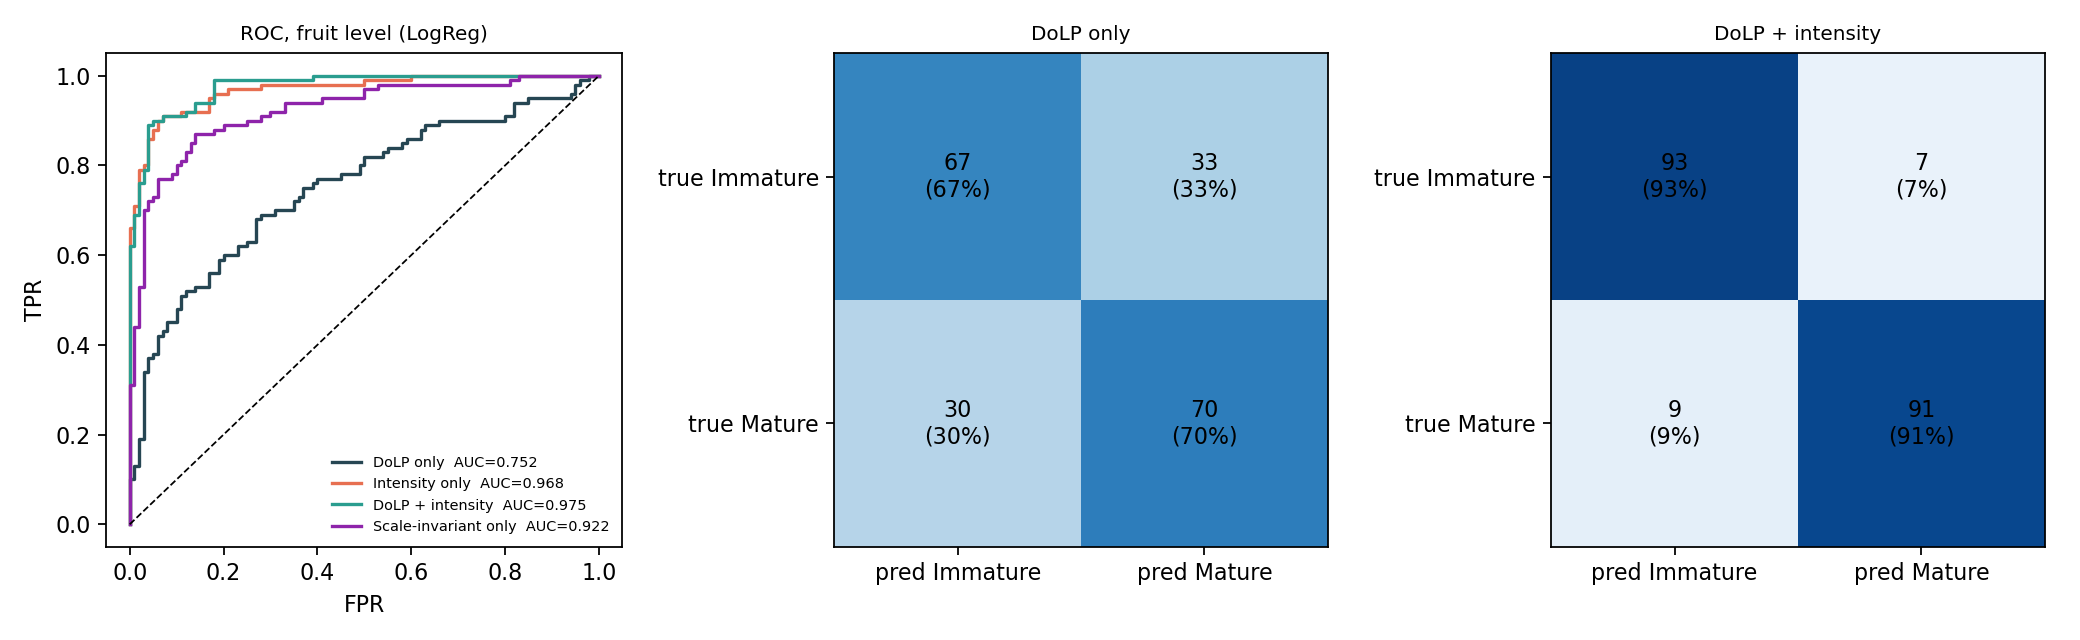 ROC, fruit level (LogReg)
TPR
1.0
0.8
0.6
0.4
0.2
0.0
DoLP only AUC=0.752
Intensity only AUC=0.968
DoLP + intensity AUC=0.975
Scale-invariant only AUC=0.922
0.0 0.2 0.4 0.6 0.8 1.0
FPR
DoLP only
true Immature
67 33
(67%) (33%)
true Mature
30 70
(30%) (70%)
pred Immature pred Mature
DoLP + intensity
true Immature
93 7
(93%) (7%)
true Mature
9 91
(9%) (91%)
pred Immature pred Mature